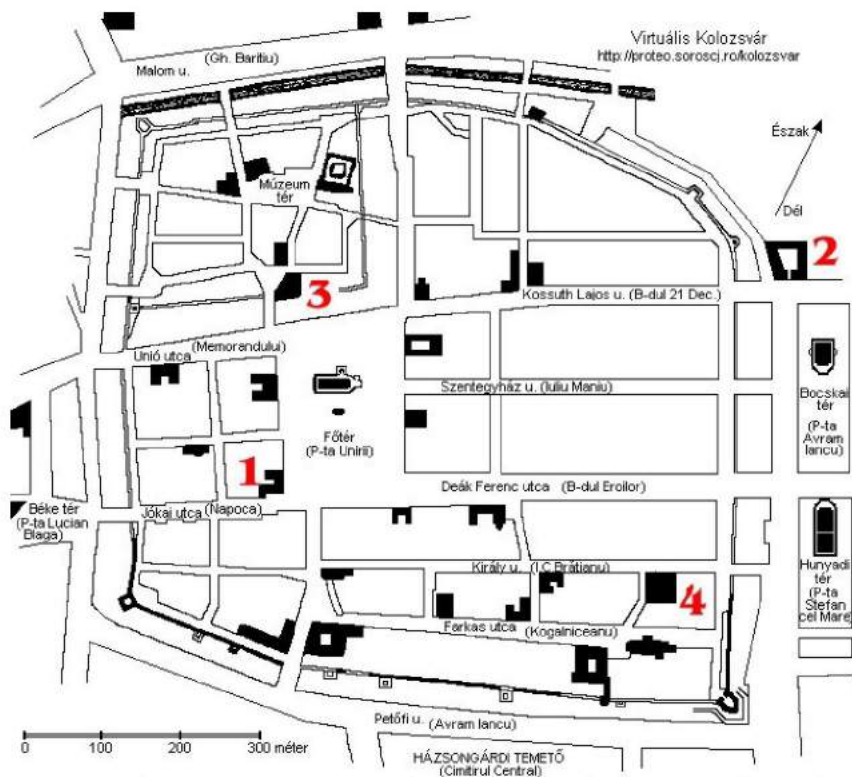 Virtuális Kolozsvár
http://proteo.soroscj.ro/kolozsvar
Malom u.
(Gh. Baritiu)
Észak
Dél
Múzeum
tér
2
3
Kossuth Lajos u. (B-dul 21 Dec.)
(Memorandului)
Unió utca
Szentegyház u. (Iuliu Maniu)
Bocskai
tér
(P-ta
Avram
Iancu)
Főtér
(P-ta Unirii)
1
Deák Ferenc utca (B-dul Eroilor)
Béke tér
(P-ta Lucian
Blaga)
Jókai utca (Napoca)
Király u. (I.C Brătianu)
Hunyadi
tér
(P-ta
Stefan
cel Mare)
4
Farkas utca (Kogalniceanu)
Petőfi u. (Avram Iancu)
0 100 200 300 méter
HÁZSONGÁRDI TEMETŐ
(Cimitirul Central)